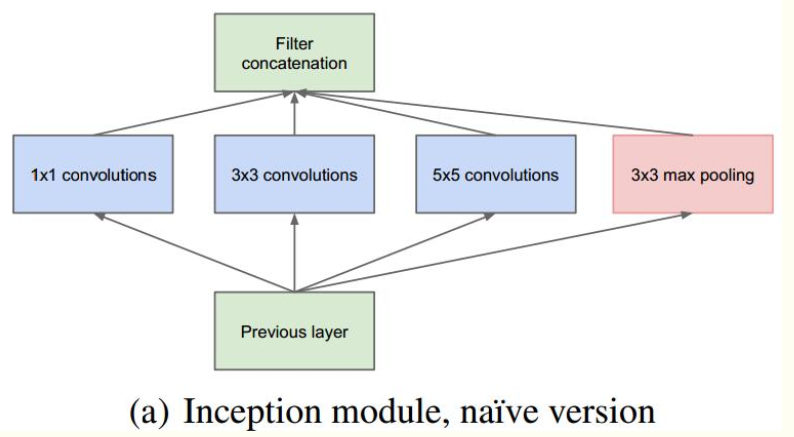 Filter
concatenation
1x1 convolutions
3x3 convolutions
5x5 convolutions
3x3 max pooling
Previous layer
(a) Inception module, naïve version